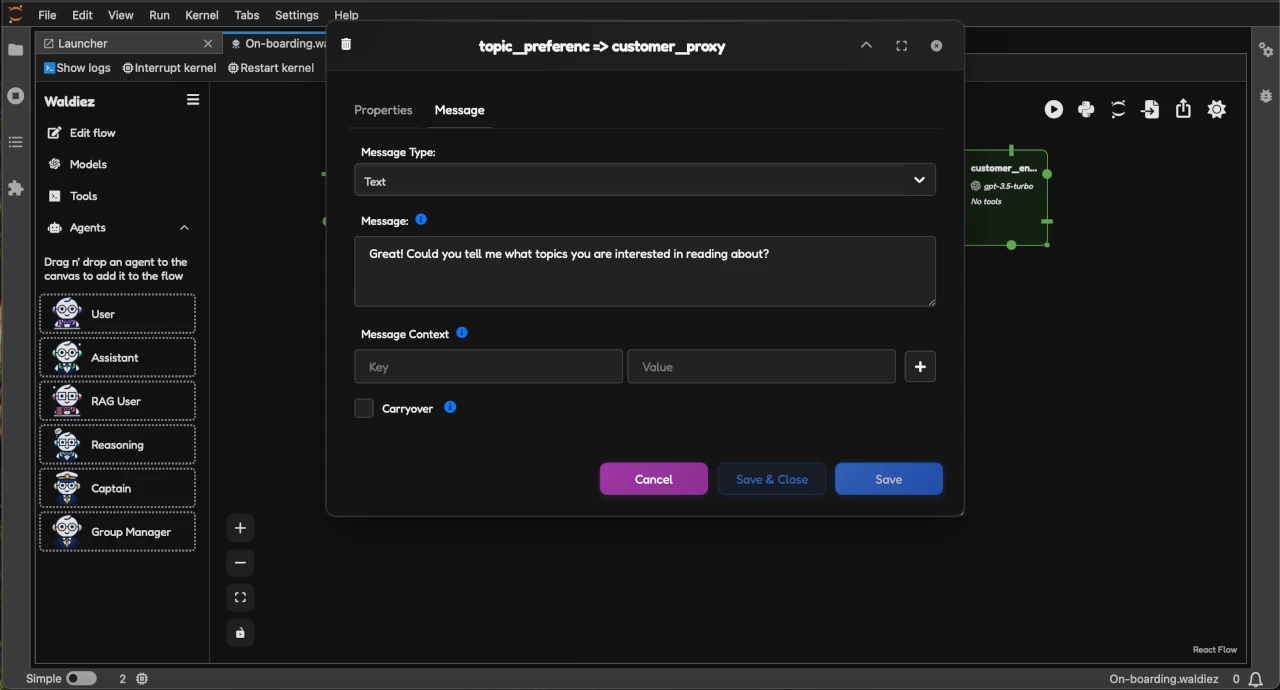 File Edit View Run Kernel Tabs Settings Help
Launcher
On-boarding.wa
Show logs Interrupt kernel Restart kernel
Waldiez
Edit flow
Models
Tools
Agents
Drag n' drop an agent to the
canvas to add it to the flow
User
Assistant
RAG User
Reasoning
Captain
Group Manager
topic_preferenc => customer_proxy
Properties Message
Message Type:
Text
Message:
Great! Could you tell me what topics you are interested in reading about?
Message Context
Key Value
Carryover
Cancel Save & Close Save
customer_en...
gpt-3.5-turbo
No tools
React Flow
Simple 2 On-boarding.waldiez 0